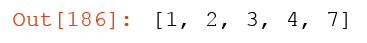 Out[186]: [1, 2, 3, 4, 7]